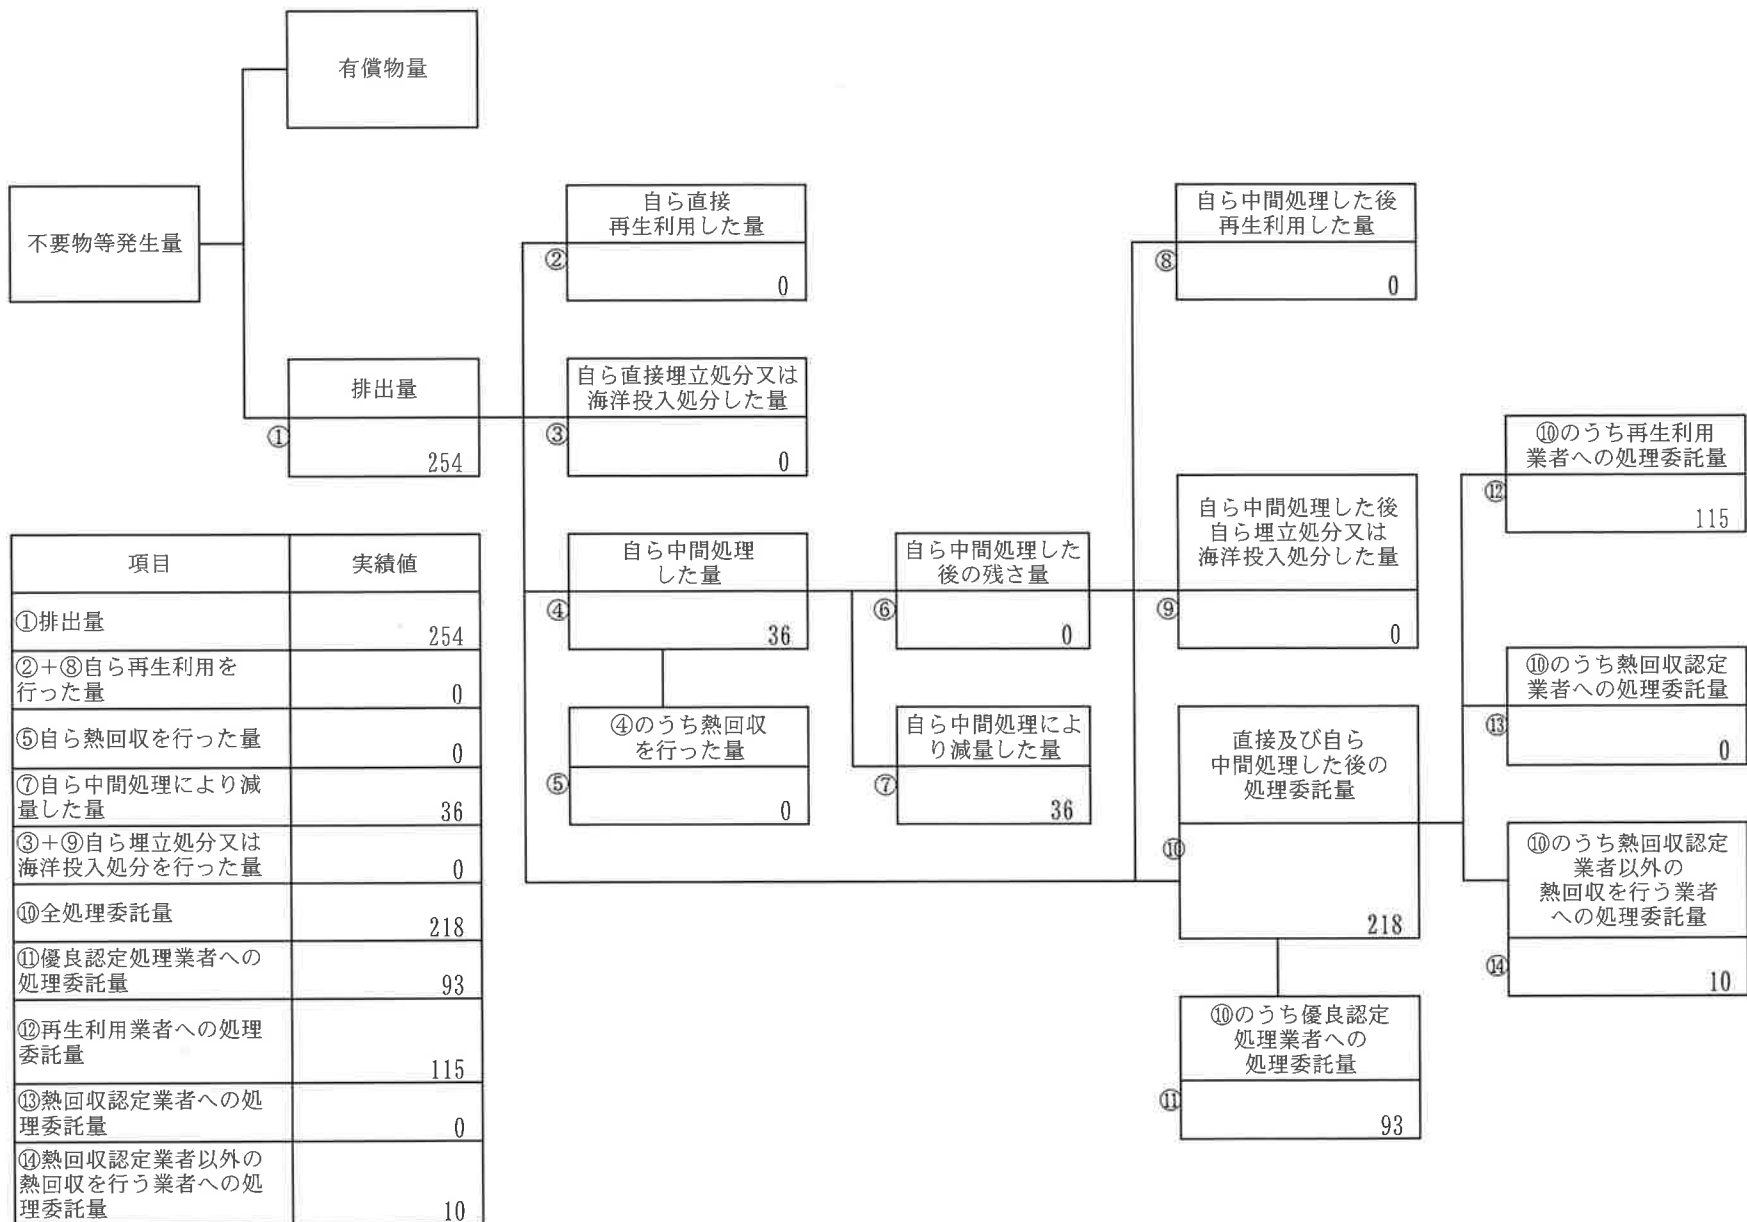 有償物量
不要物等発生量
排出量
①
254
自ら直接
再生利用した量
②
0
自ら直接埋立処分又は
海洋投入処分した量
③
0
自ら中間処理
した量
④
36
④のうち熱回収
を行った量
⑤
0
自ら中間処理した
後の残さ量
⑥
0
自ら中間処理によ
り減量した量
⑦
36
自ら中間処理した後
再生利用した量
⑧
0
自ら中間処理した後
自ら埋立処分又は
海洋投入処分した量
⑨
0
直接及び自ら
中間処理した後の
処理委託量
⑩
218
⑩のうち優良認定
処理業者への
処理委託量
⑪
93
⑩のうち再生利用
業者への処理委託量
⑫
115
⑩のうち熱回収認定
業者への処理委託量
⑬
0
⑩のうち熱回収認定
業者以外の
熱回収を行う業者
への処理委託量
⑭
10
項目 実績値
①排出量 254
②＋⑧自ら再生利用を
行った量 0
⑤自ら熱回収を行った量 0
⑦自ら中間処理により減
量した量 36
③＋⑨自ら埋立処分又は
海洋投入処分を行った量 0
⑩全処理委託量 218
⑪優良認定処理業者への
処理委託量 93
⑫再生利用業者への処理
委託量 115
⑬熱回収認定業者への処
理委託量 0
⑭熱回収認定業者以外の
熱回収を行う業者への処
理委託量 10